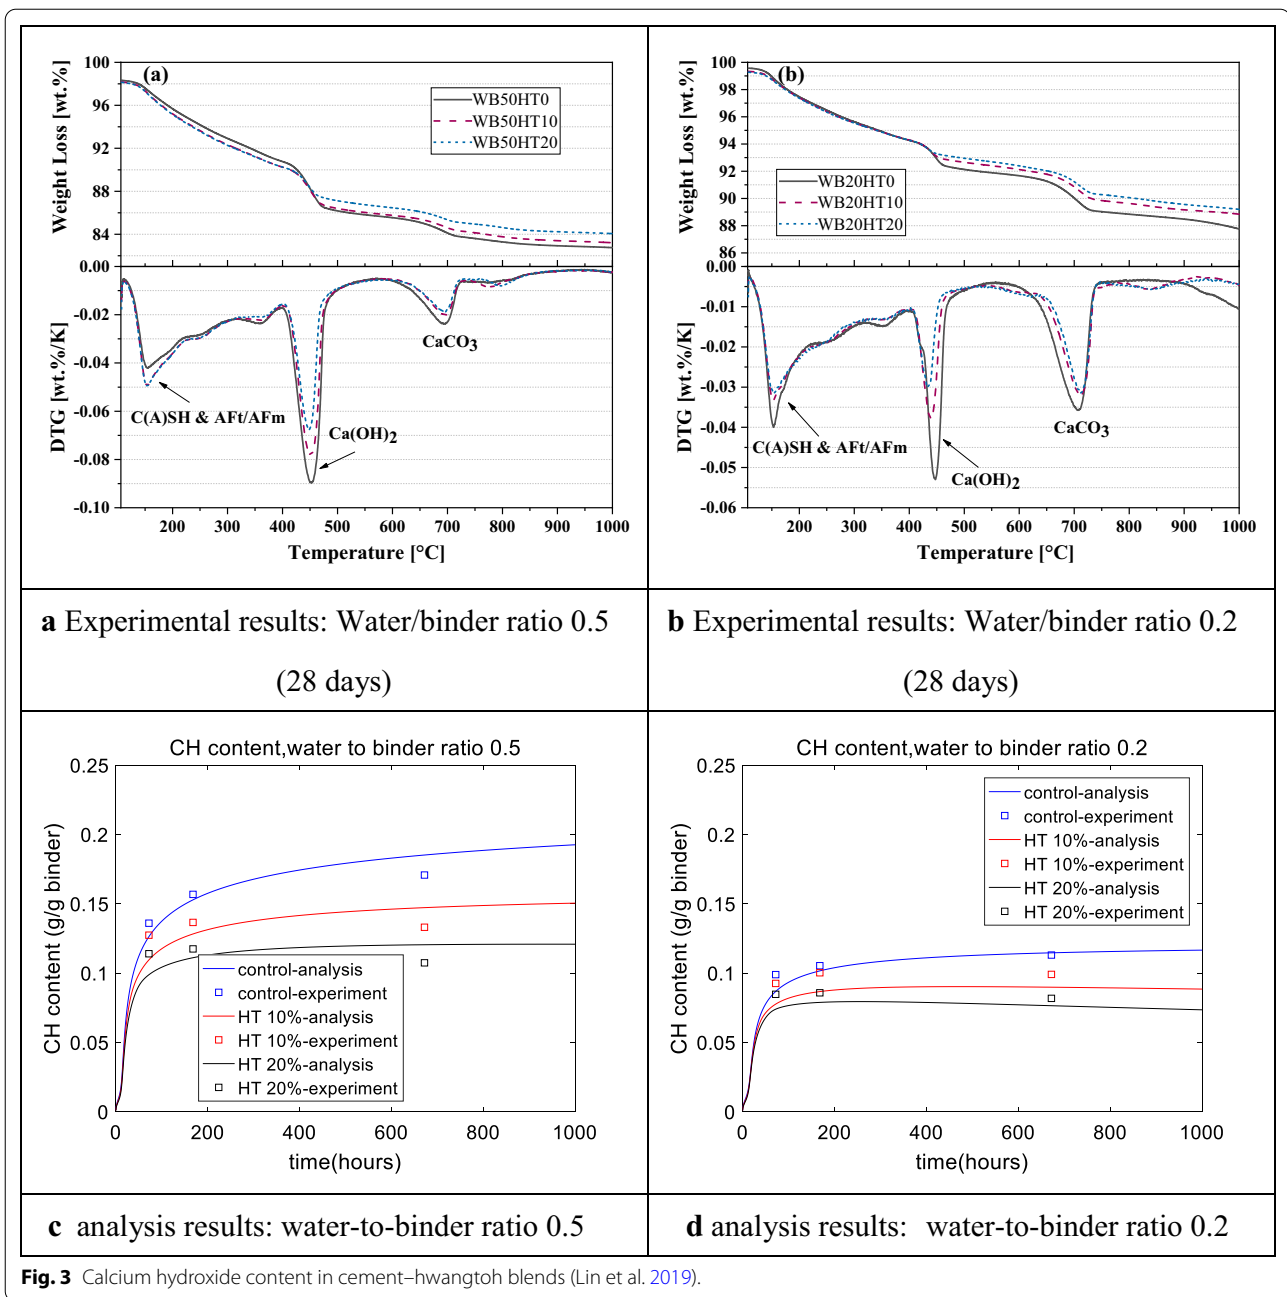 (a)
Weight Loss [wt.%]
100
96
92
88
84
WB50HT0
WB50HT10
WB50HT20
DTG [wt.%/K]
0.00
-0.02
-0.04
-0.06
-0.08
-0.10
C(A)SH & AFt/AFm
Ca(OH)2
CaCO3
200 300 400 500 600 700 800 900 1000
Temperature [°C]
(b)
Weight Loss [wt.%]
100
98
96
94
92
90
88
86
WB20HT0
WB20HT10
WB20HT20
DTG [wt.%/K]
0.00
-0.01
-0.02
-0.03
-0.04
-0.05
-0.06
C(A)SH & AFt/AFm
Ca(OH)2
CaCO3
200 300 400 500 600 700 800 900 1000
Temperature [°C]
a Experimental results: Water/binder ratio 0.5
(28 days)
b Experimental results: Water/binder ratio 0.2
(28 days)
CH content,water to binder ratio 0.5
CH content (g/g binder)
0.25
0.2
0.15
0.1
0.05
0
control-analysis
control-experiment
HT 10%-analysis
HT 10%-experiment
HT 20%-analysis
HT 20%-experiment
0 200 400 600 800 1000
time(hours)
CH content,water to binder ratio 0.2
CH content (g/g binder)
0.25
0.2
0.15
0.1
0.05
0
control-analysis
control-experiment
HT 10%-analysis
HT 10%-experiment
HT 20%-analysis
HT 20%-experiment
0 200 400 600 800 1000
time(hours)
c analysis results: water-to-binder ratio 0.5
d analysis results: water-to-binder ratio 0.2
Fig. 3 Calcium hydroxide content in cement–hwangtoh blends (Lin et al. 2019).